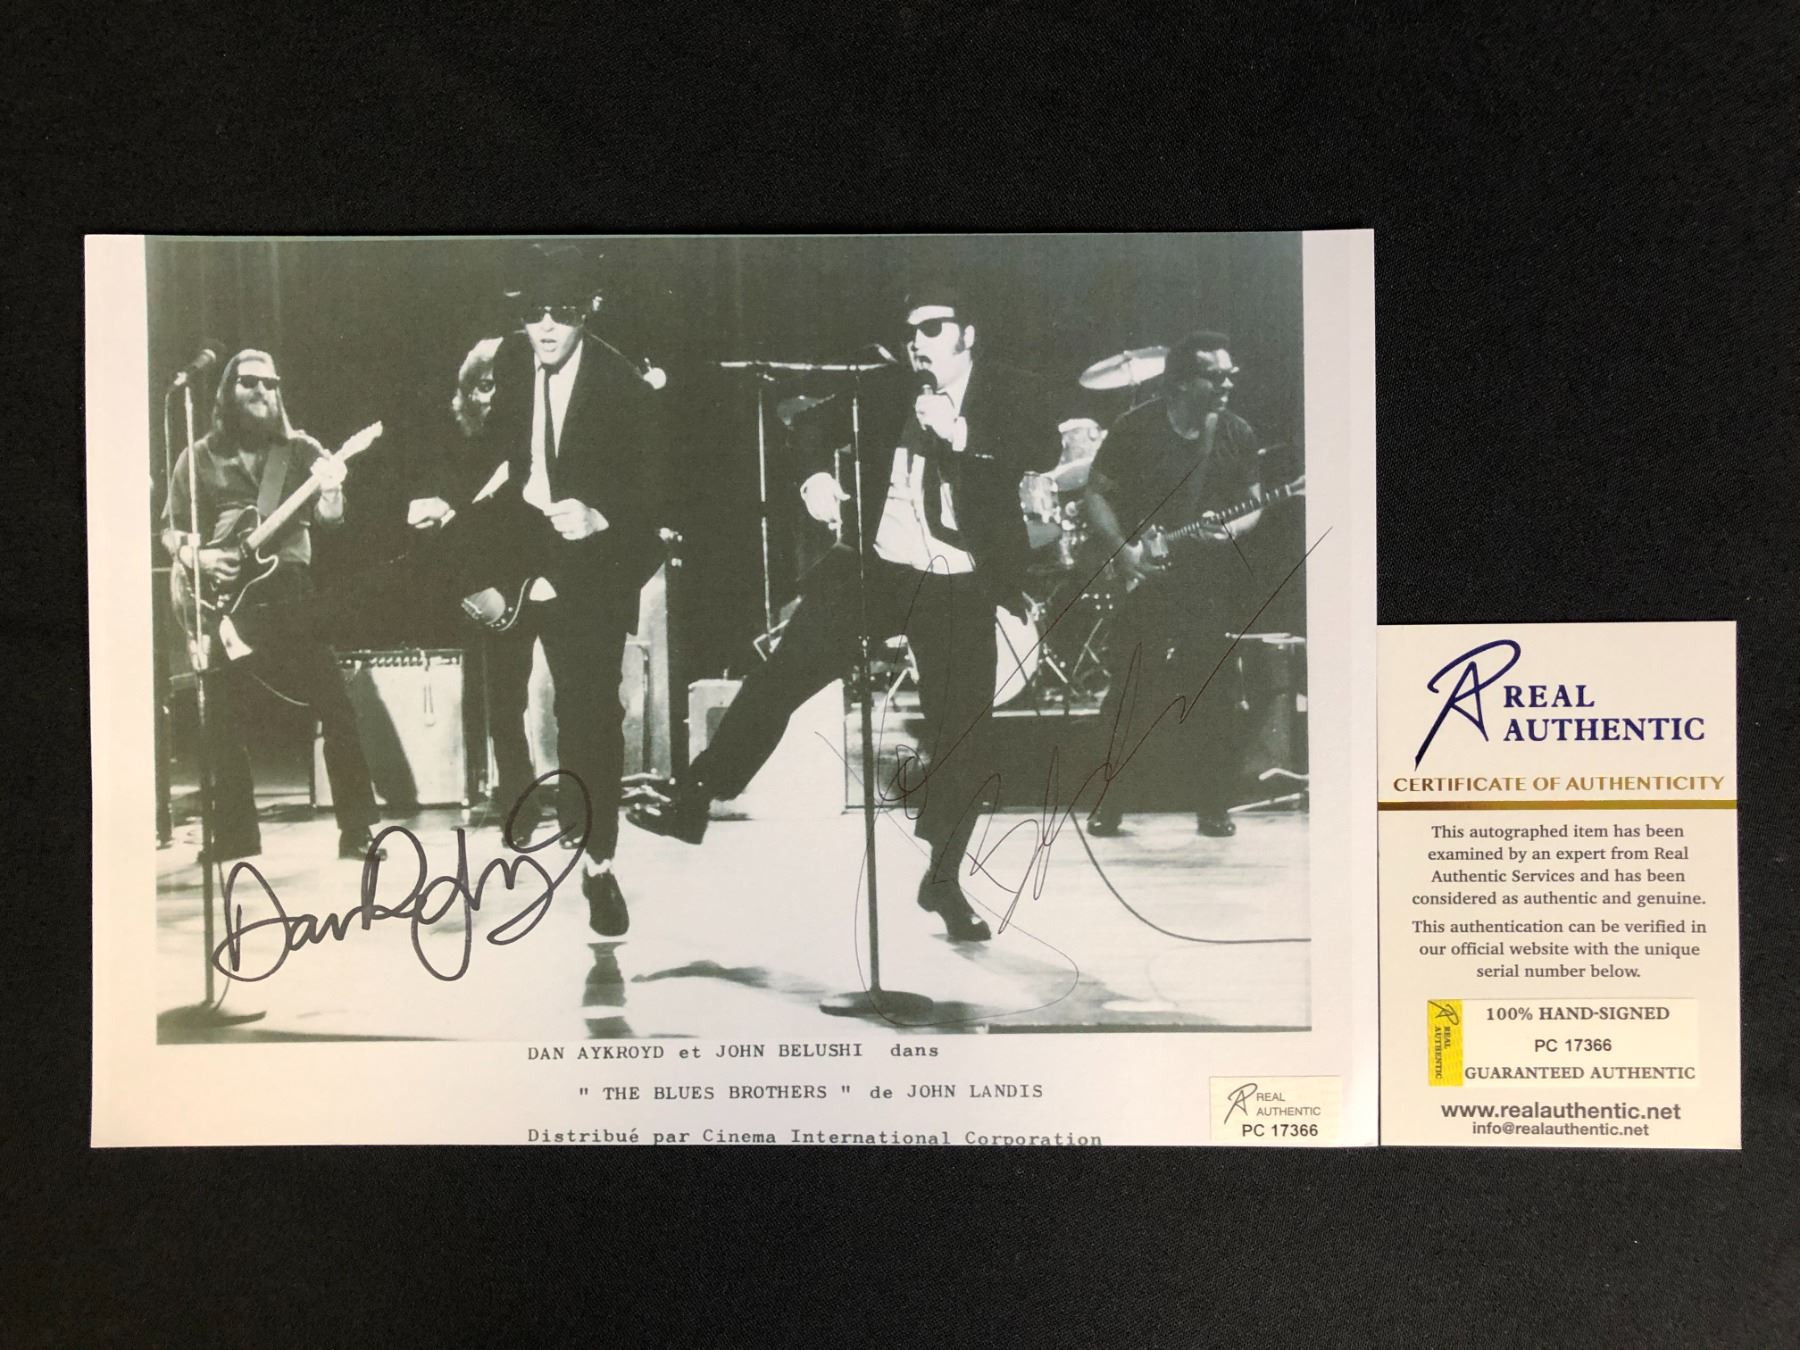 DAN AYKROYD et JOHN BELUSHI dans
" THE BLUES BROTHERS " de JOHN LANDIS
Distribué par Cinema International Corporation
REAL
AUTHENTIC
PC 17366
REAL
AUTHENTIC
CERTIFICATE OF AUTHENTICITY
This autographed item has been
examined by an expert from Real
Authentic Services and has been
considered as authentic and genuine.
This authentication can be verified in
our official website with the unique
serial number below.
REAL
AUTHENTIC
100% HAND-SIGNED
PC 17366
GUARANTEED AUTHENTIC
www.realauthentic.net
info@realauthentic.net